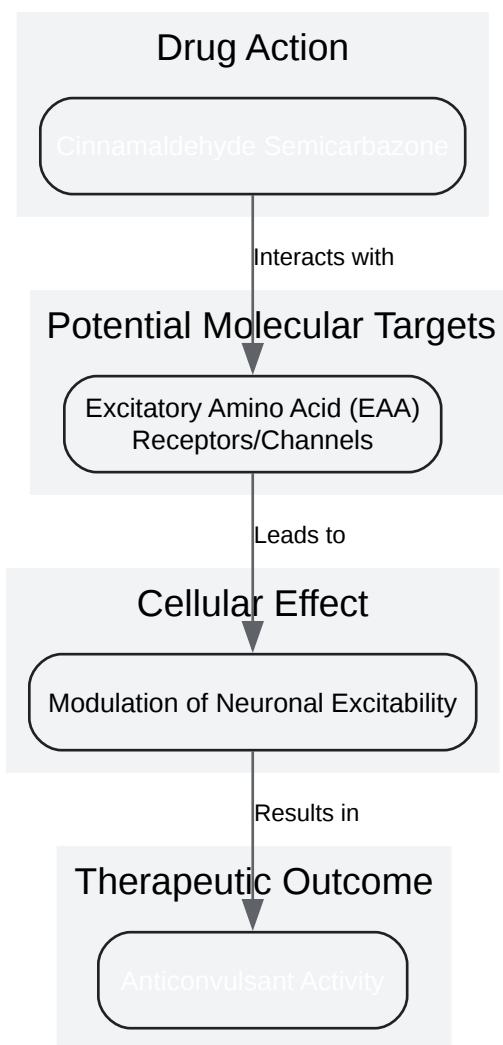 Drug Action
Cinnamaldehyde Semicarbazone
Interacts with
Potential Molecular Targets
Excitatory Amino Acid (EAA)
Receptors/Channels
Leads to
Cellular Effect
Modulation of Neuronal Excitability
Results in
Therapeutic Outcome
Anticonvulsant Activity